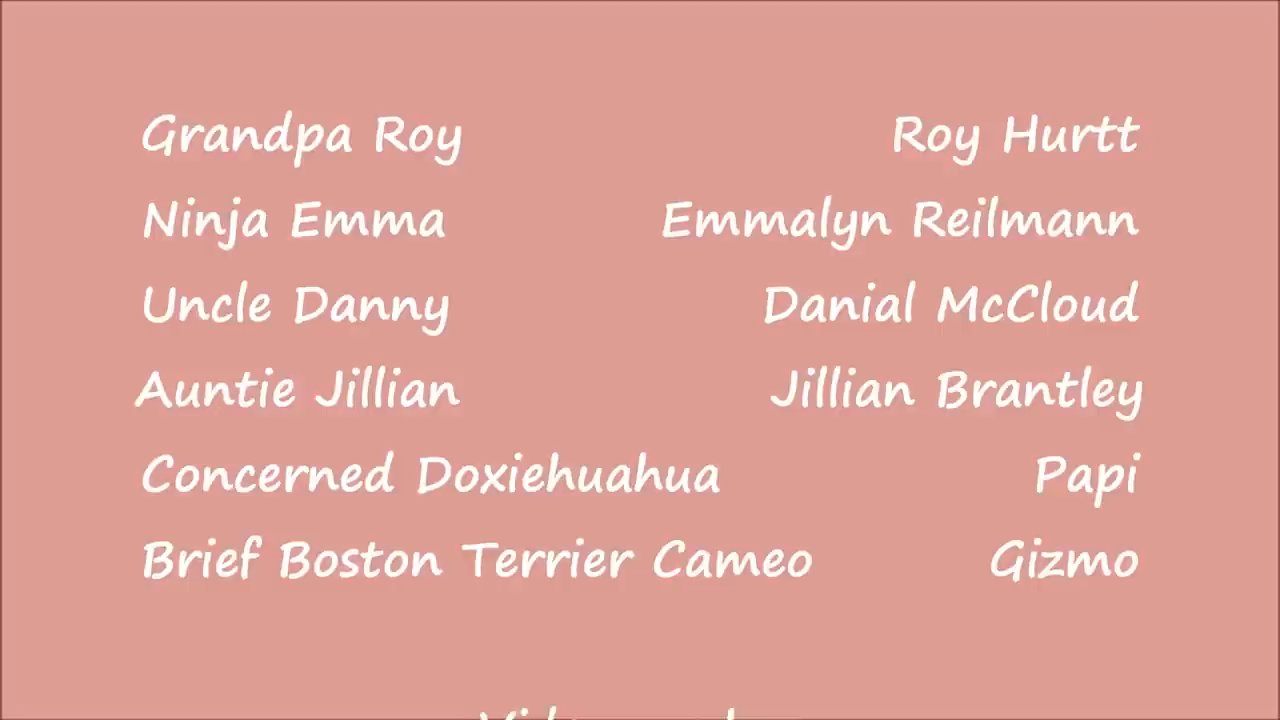 Grandpa Roy Roy Hurtt
Ninja Emma Emmalyn Reilmann
Uncle Danny Danial McCloud
Auntie Jillian Jillian Brantley
Concerned Doxiehuahua Papi
Brief Boston Terrier Cameo Gizmo